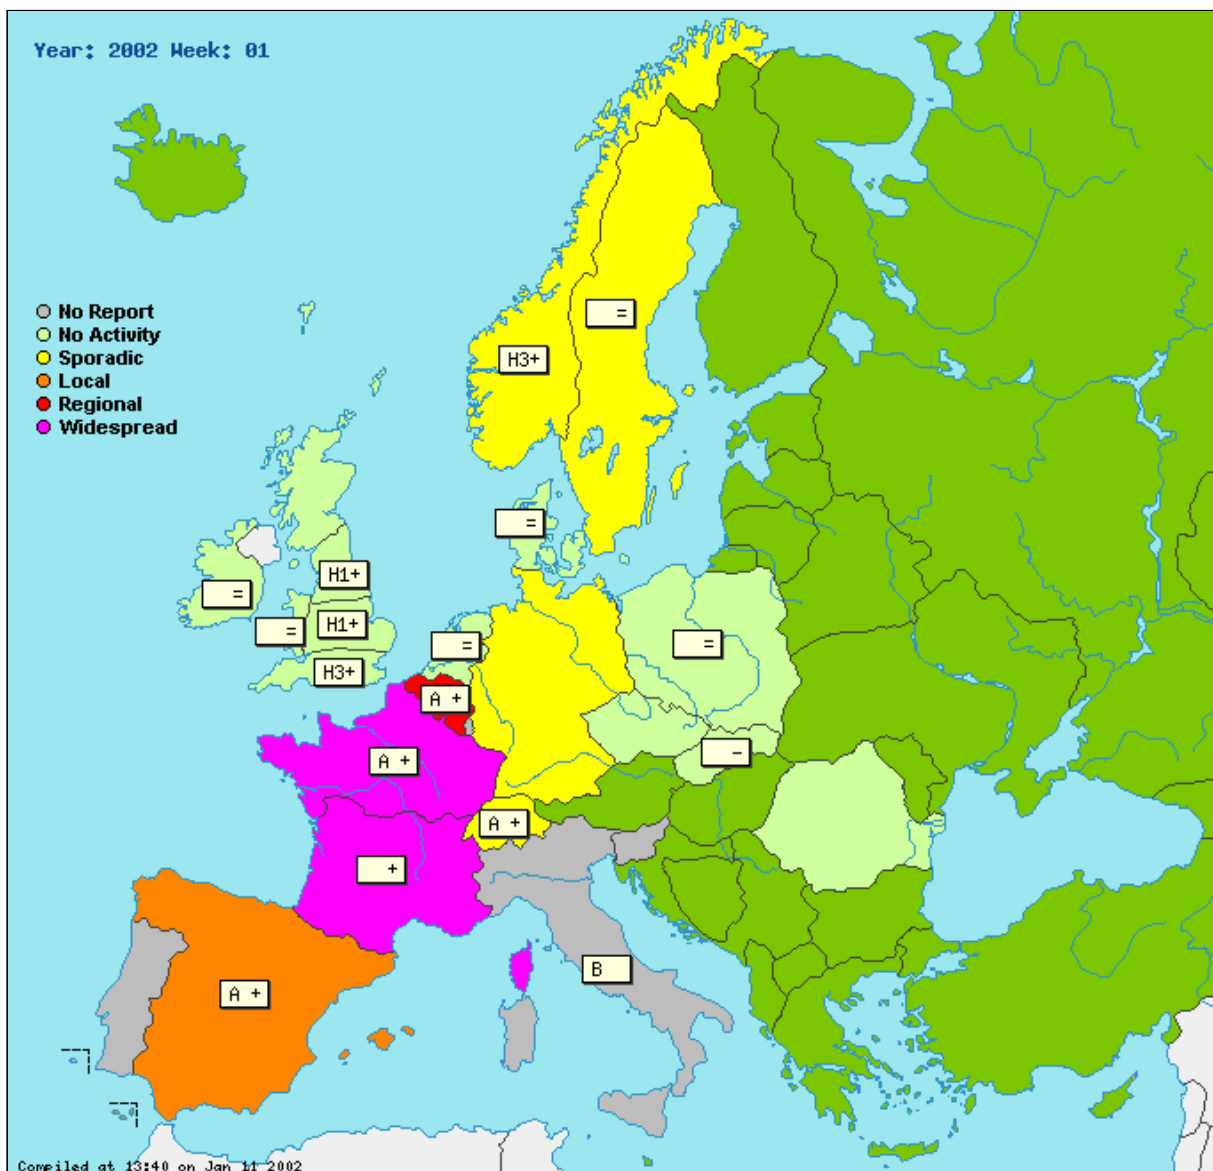 Year: 2002 Week: 01
No Report
No Activity
Sporadic
Local
Regional
Widespread
=
H3+
=
H1+
=
H1+
=
=
=
H3+
A +
-
A +
A +
+
B
A +
Compiled at 13:40 on Jan 11 2002